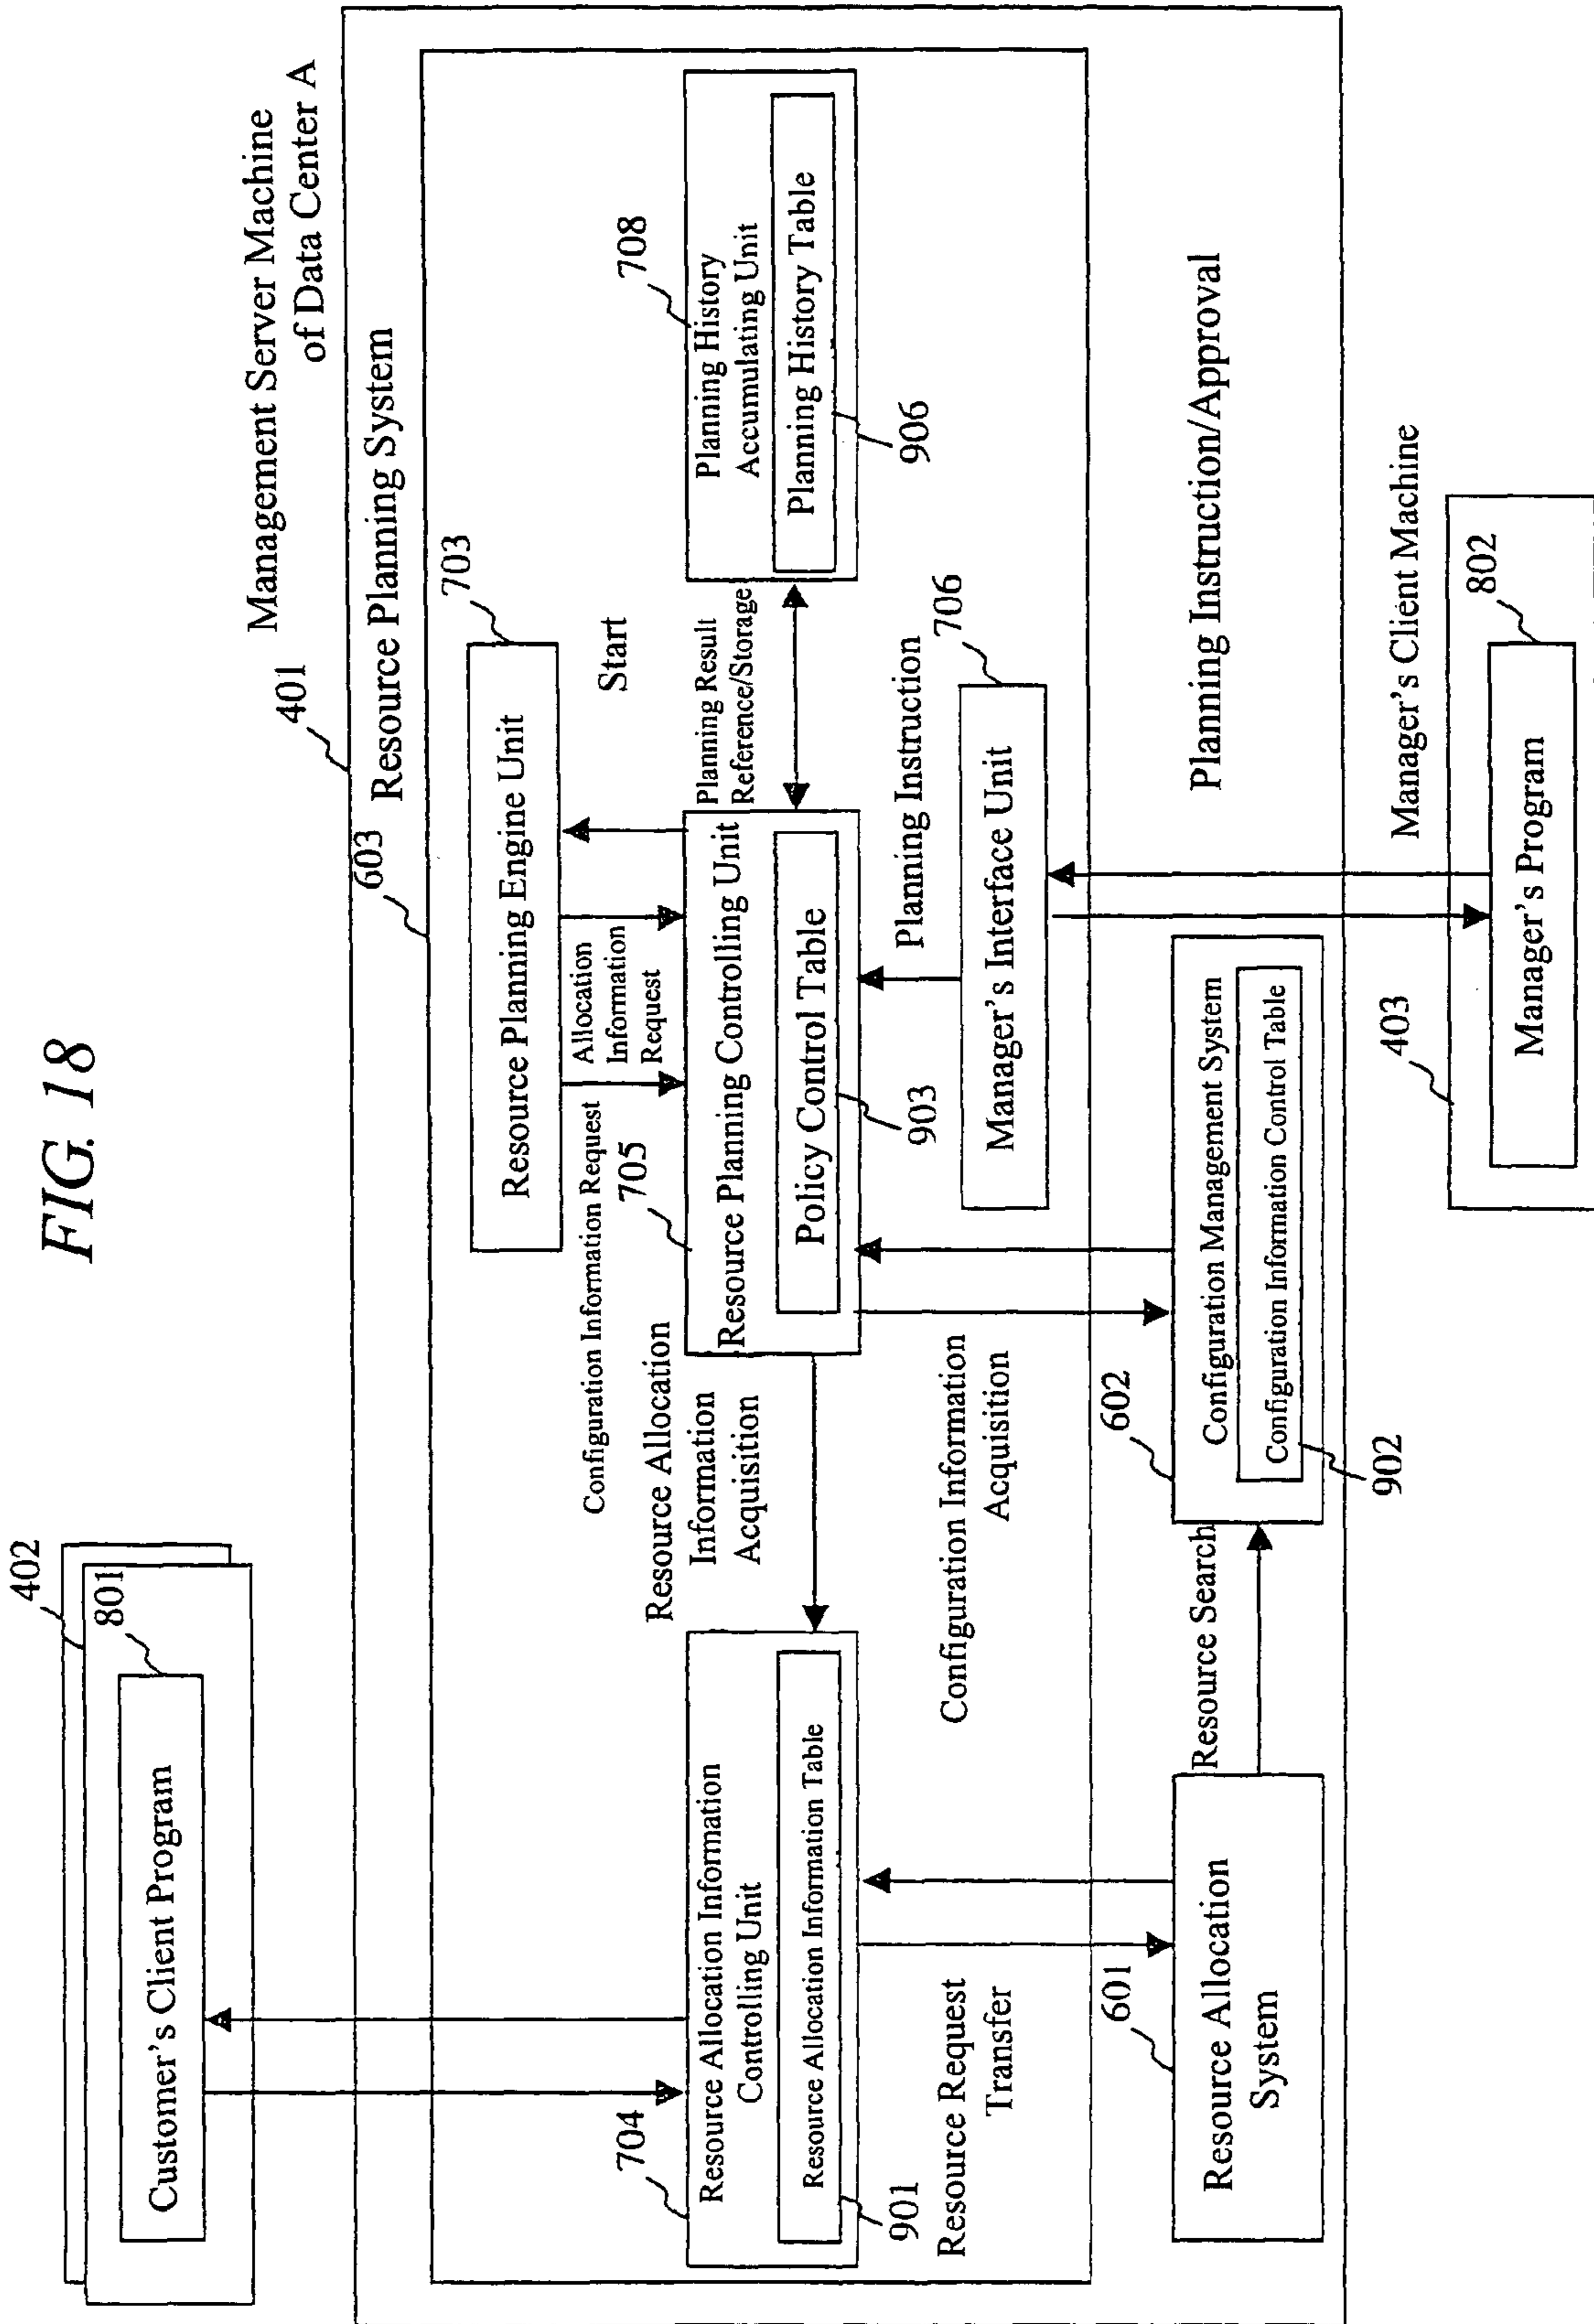 FIG. 18
402
801
Customer's Client Program
Management Server Machine
of Data Center A
401
Resource Planning System
603
703
Resource Planning Engine Unit
Start
Configuration Information Request
Allocation
Information
Request
704
Resource Allocation Information
Controlling Unit
Resource Allocation Information Table
901
Resource Allocation
Information
Acquisition
705
Resource Planning Controlling Unit
Policy Control Table
903
Planning Result
Reference/Storage
708
Planning History
Accumulating Unit
Planning History Table
906
Planning Instruction
706
Manager's Interface Unit
Resource Request
Transfer
Configuration Information
Acquisition
601
Resource Allocation
System
Resource Search
602
Configuration Management System
Configuration Information Control Table
902
Planning Instruction/Approval
403
Manager's Client Machine
802
Manager's Program